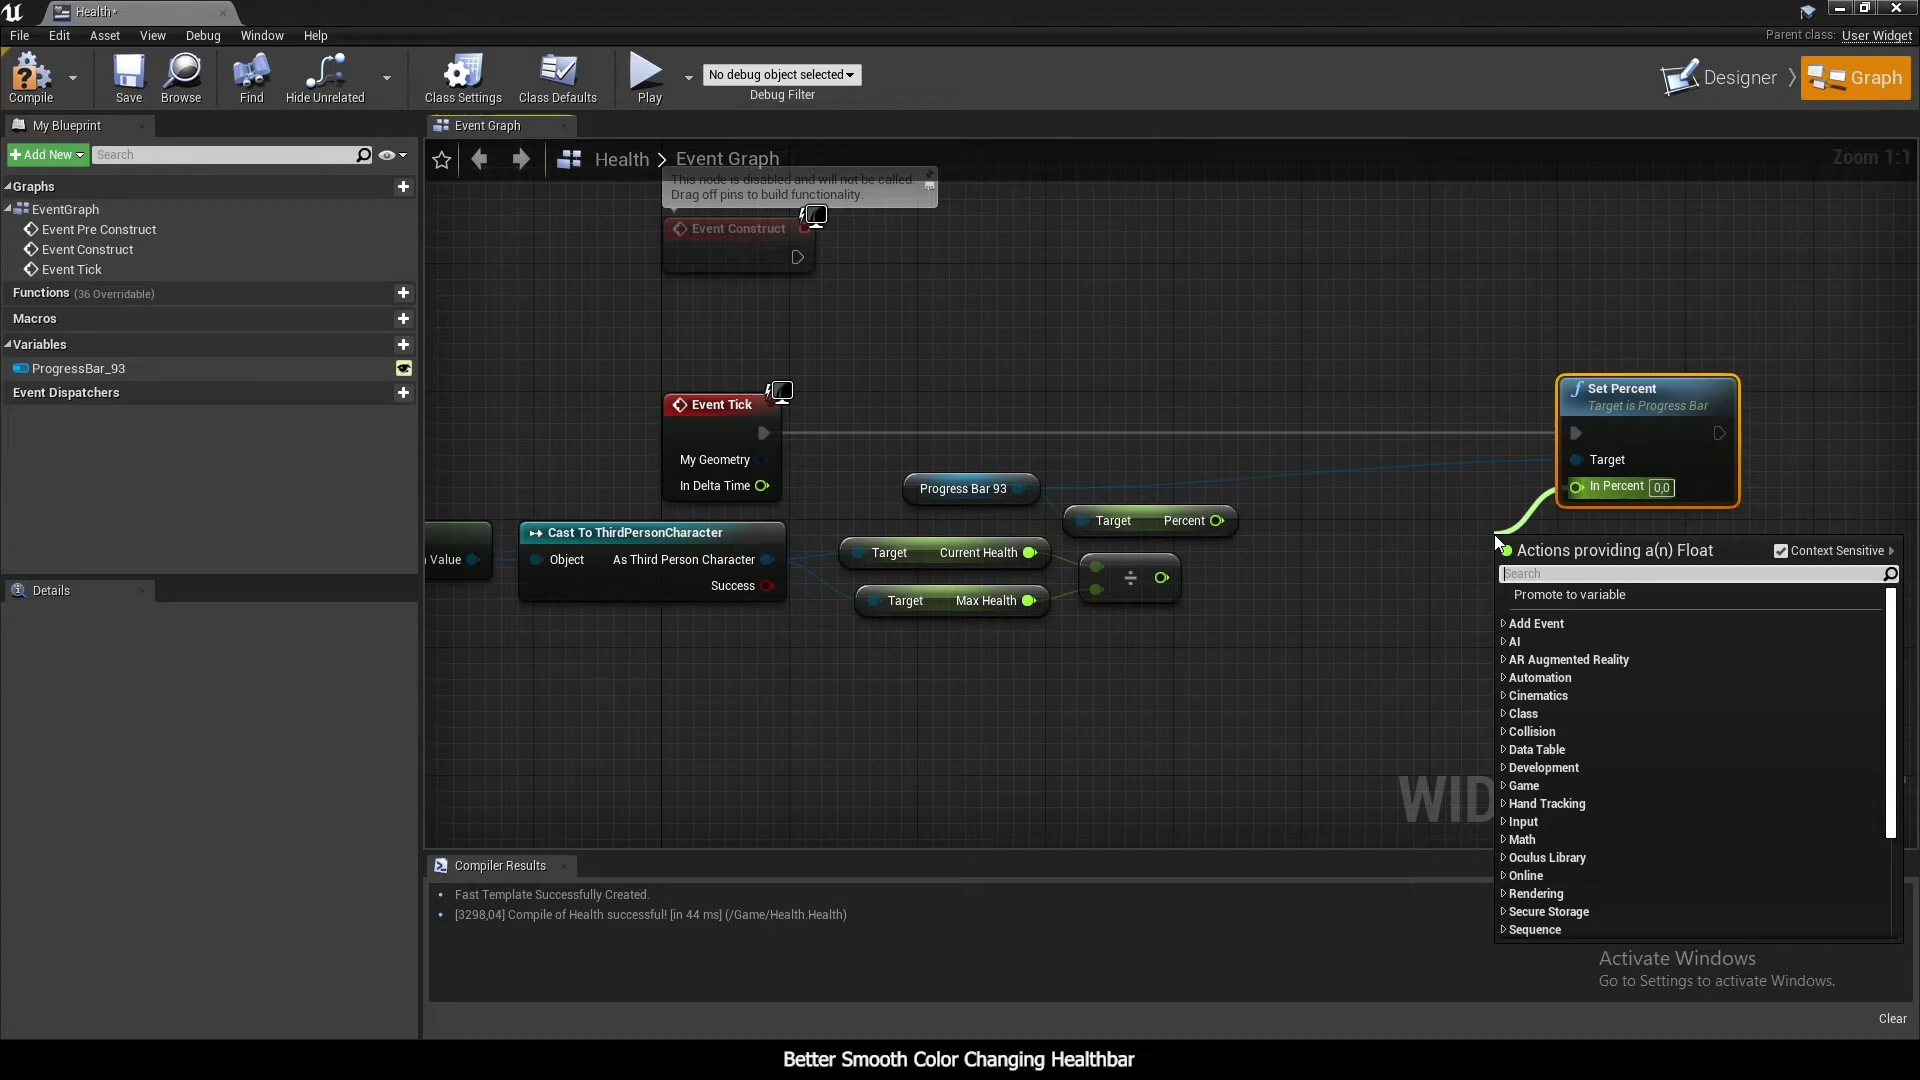 Health*
File Edit Asset View Debug Window Help
Parent class: User Widget
Compile
Save
Browse
Find
Hide Unrelated
Class Settings
Class Defaults
Play
No debug object selected
Debug Filter
Designer
Graph
My Blueprint
Add New
Search
Graphs
EventGraph
Event Pre Construct
Event Construct
Event Tick
Functions (36 Overridable)
Macros
Variables
ProgressBar_93
Event Dispatchers
Details
Event Graph
Health > Event Graph
Zoom 1:1
This node is disabled and will not be called.
Drag off pins to build functionality.
Event Construct
Event Tick
My Geometry
In Delta Time
Progress Bar 93
Target Percent
n Value
Cast To ThirdPersonCharacter
Object As Third Person Character
Success
Target Current Health
Target Max Health
÷
Set Percent
Target is Progress Bar
Target
In Percent 0,0
Actions providing a(n) Float
Context Sensitive
Search
Promote to variable
Add Event
AI
AR Augmented Reality
Automation
Cinematics
Class
Collision
Data Table
Development
Game
Hand Tracking
Input
Math
Oculus Library
Online
Rendering
Secure Storage
Sequence
WID
Compiler Results
Fast Template Successfully Created.
[3298,04] Compile of Health successful! [in 44 ms] (/Game/Health.Health)
Activate Windows
Go to Settings to activate Windows.
Clear
Better Smooth Color Changing Healthbar